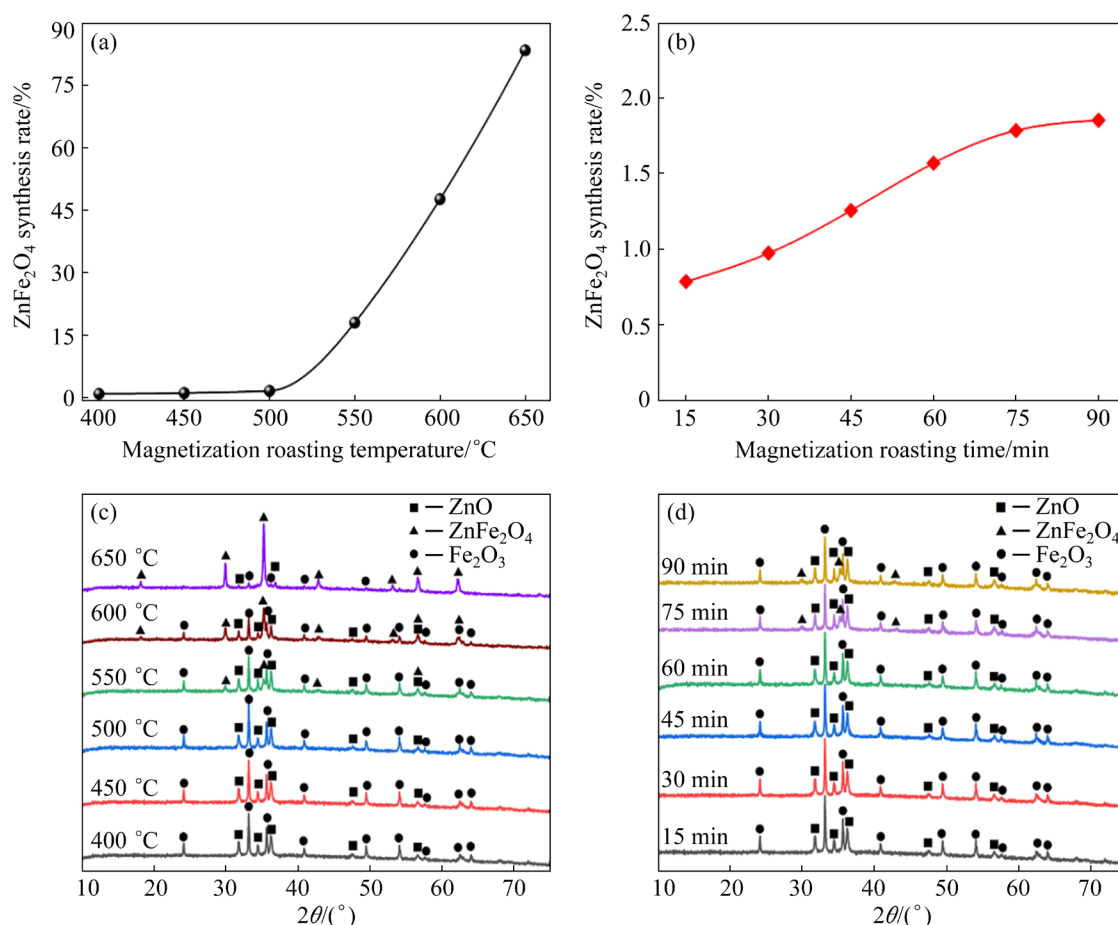 (a)
ZnFe₂O₄ synthesis rate/%
90
75
60
45
30
15
0
400 450 500 550 600 650
Magnetization roasting temperature/˚C
(b)
ZnFe₂O₄ synthesis rate/%
2.5
2.0
1.5
1.0
0.5
0
15 30 45 60 75 90
Magnetization roasting time/min
(c)
■ — ZnO
▲ — ZnFe₂O₄
● — Fe₂O₃
650 ˚C
600 ˚C
550 ˚C
500 ˚C
450 ˚C
400 ˚C
10 20 30 40 50 60 70
2θ/(˚)
(d)
■ — ZnO
▲ — ZnFe₂O₄
● — Fe₂O₃
90 min
75 min
60 min
45 min
30 min
15 min
10 20 30 40 50 60 70
2θ/(˚)